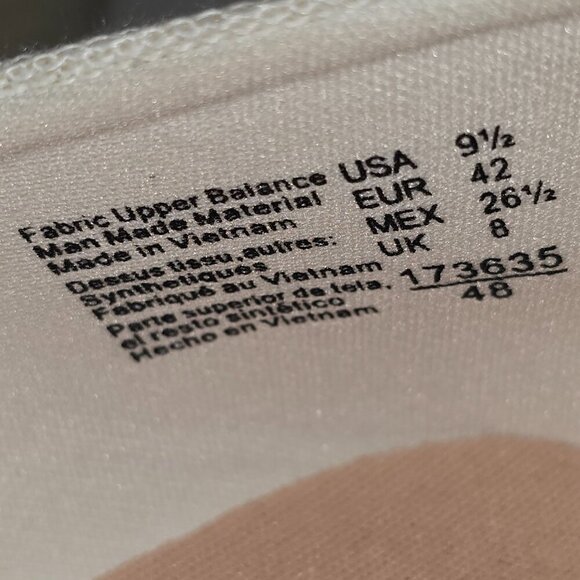 Fabric Upper Balance
Man Made Material
Made in Vietnam
Dessus tissu,autres:
Synthetiques
Fabriqué au Vietnam
Parte superior de tela,
el resto sintético
Hecho en Vietnam
USA 9½
EUR 42
MEX 26½
UK 8
173635
48